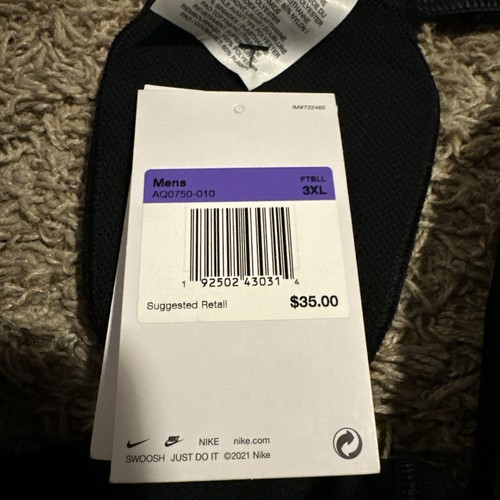 IM#722465
Mens
FTBLL
AQ0750-010
3XL
1 92502 43031 4
Suggested Retail
$35.00
NIKE nike.com
SWOOSH JUST DO IT ©2021 Nike